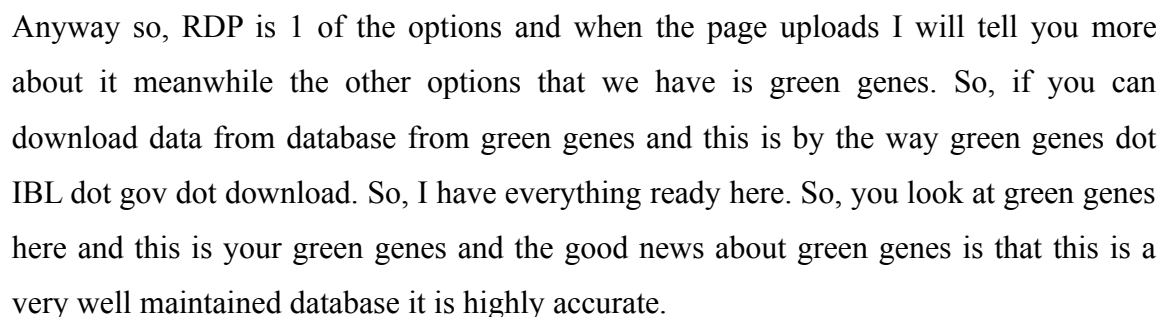 Anyway so, RDP is 1 of the options and when the page uploads I will tell you more
about it meanwhile the other options that we have is green genes. So, if you can
download data from database from green genes and this is by the way green genes dot
IBL dot gov dot download. So, I have everything ready here. So, you look at green genes
here and this is your green genes and the good news about green genes is that this is a
very well maintained database it is highly accurate.